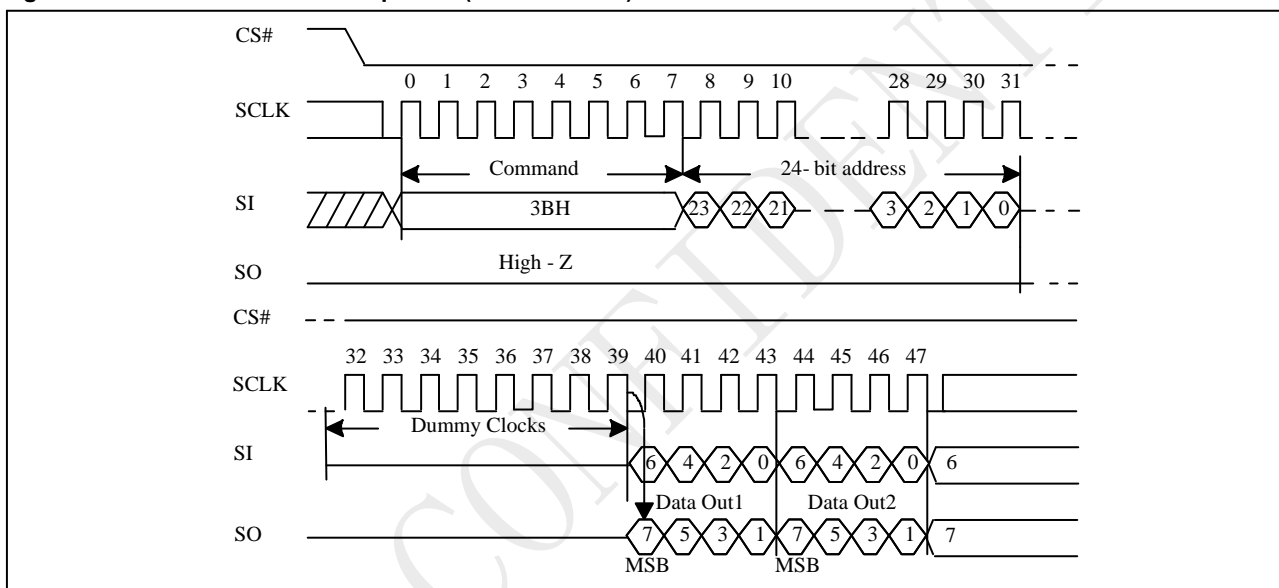 CS#
0 1 2 3 4 5 6 7 8 9 10 28 29 30 31
SCLK
Command 24- bit address
SI 3BH 23 22 21 3 2 1 0
High - Z
SO
CS#
32 33 34 35 36 37 38 39 40 41 42 43 44 45 46 47
SCLK
Dummy Clocks
SI 6 4 2 0 6 4 2 0 6
Data Out1 Data Out2
SO 7 5 3 1 7 5 3 1 7
MSB MSB